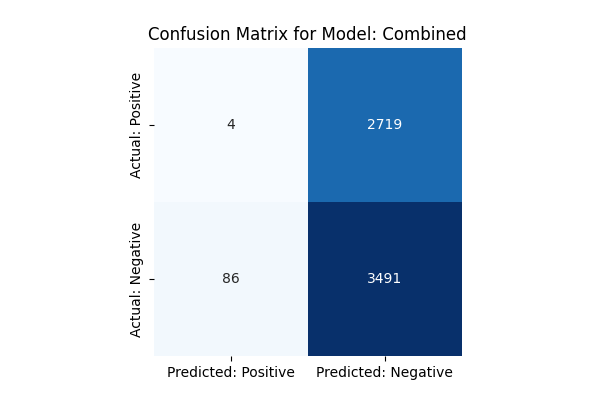 Confusion Matrix for Model: Combined
Actual: Positive
4
2719
Actual: Negative
86
3491
Predicted: Positive
Predicted: Negative